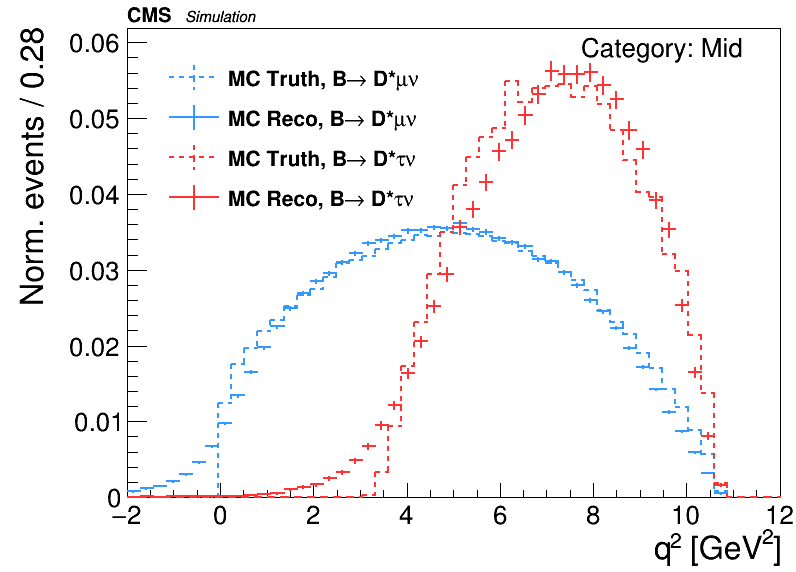 CMS Simulation
Category: Mid
MC Truth, B→ D*μν
MC Reco, B→ D*μν
MC Truth, B→ D*τν
MC Reco, B→ D*τν
Norm. events / 0.28
0.06
0.05
0.04
0.03
0.02
0.01
0
−2 0 2 4 6 8 10 12
q² [GeV²]